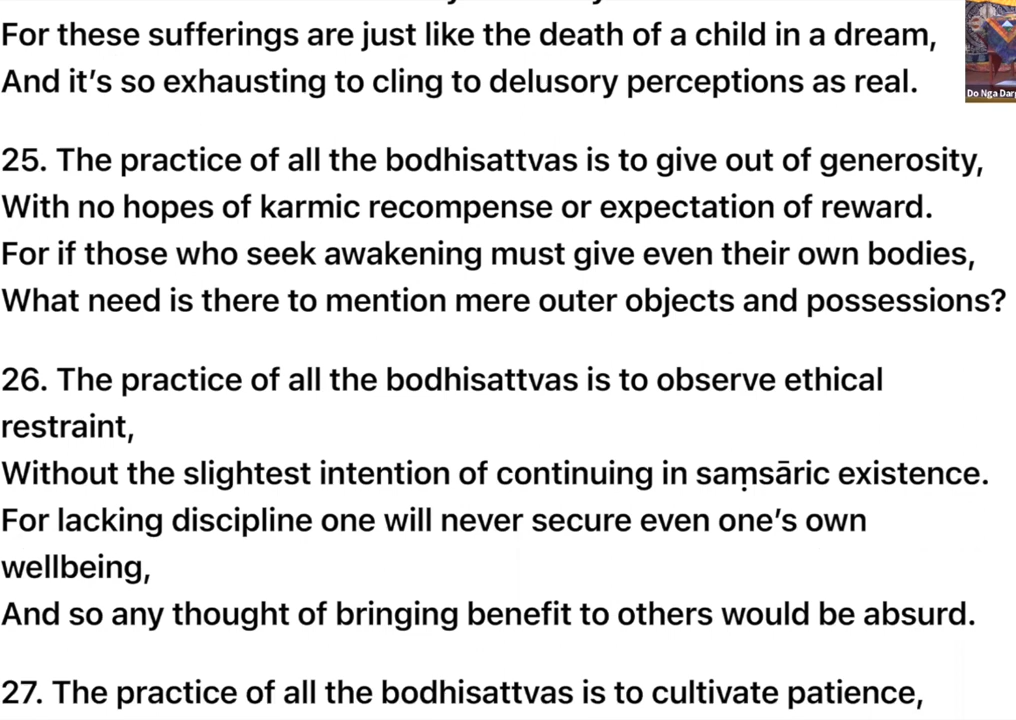 For these sufferings are just like the death of a child in a dream,
And it’s so exhausting to cling to delusory perceptions as real.
Do Nga Darg
25. The practice of all the bodhisattvas is to give out of generosity,
With no hopes of karmic recompense or expectation of reward.
For if those who seek awakening must give even their own bodies,
What need is there to mention mere outer objects and possessions?
26. The practice of all the bodhisattvas is to observe ethical
restraint,
Without the slightest intention of continuing in saṃsāric existence.
For lacking discipline one will never secure even one’s own
wellbeing,
And so any thought of bringing benefit to others would be absurd.
27. The practice of all the bodhisattvas is to cultivate patience,